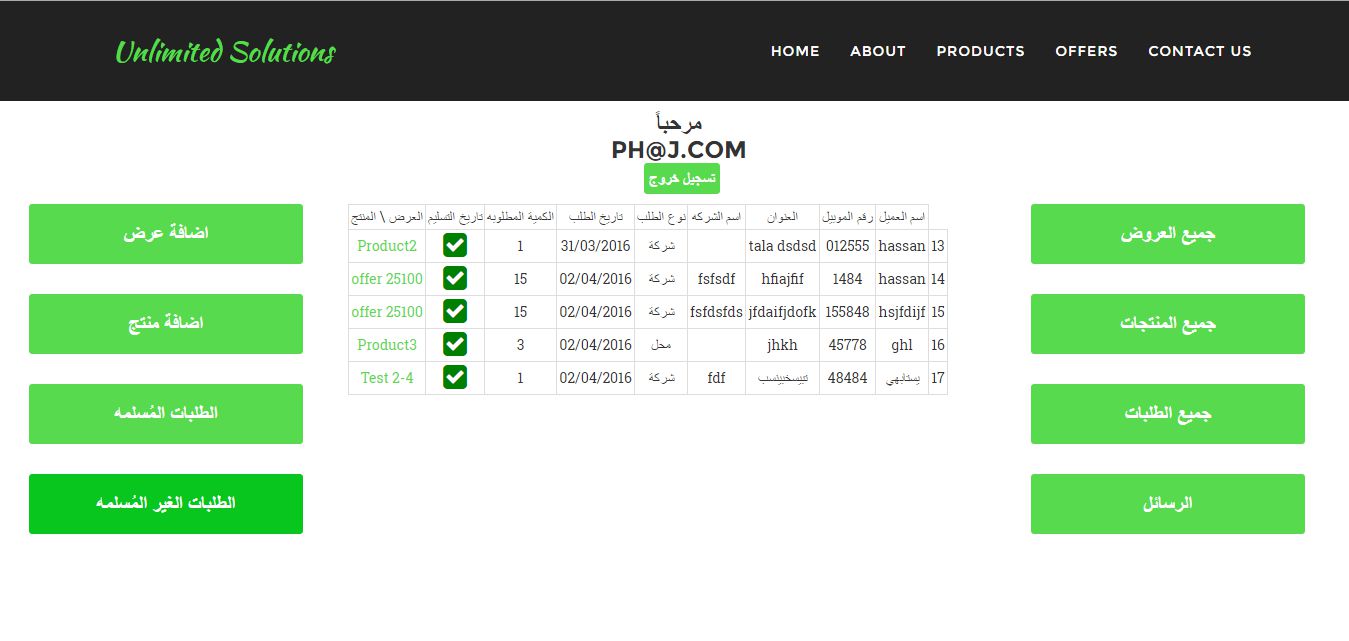 Unlimited Solutions
HOME ABOUT PRODUCTS OFFERS CONTACT US
مرحباً
PH@J.COM
تسجيل خروج
جميع العروض
جميع المنتجات
جميع الطلبات
الرسائل
اسم العميل رقم الموبيل العنوان اسم الشركه نوع الطلب تاريخ الطلب الكمية المطلوبه تاريخ التسليم العرض \ المنتج
13 hassan 012555 tala dsdsd شركة 31/03/2016 1 Product2
14 hassan 1484 hfiajfif fsfsdf شركة 02/04/2016 15 offer 25100
15 hsjfdijf 155848 jfdaifjdofk fsfdsfds شركة 02/04/2016 15 offer 25100
16 ghl 45778 jhkh محل 02/04/2016 3 Product3
17 48484 fdf شركة 02/04/2016 1 Test 2-4
اضافة عرض
اضافة منتج
الطلبات المُسلمه
الطلبات الغير المُسلمه